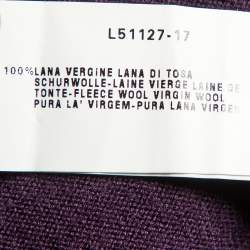 L51127-17
100%LANA VERGINE LANA DI TOSA
SCHURWOLLE-LAINE VIERGE LAINE DE
TONTE-FLEECE WOOL VIRGIN WOOL
PURA LA' VIRGEM-PURA LANA VIRGEN